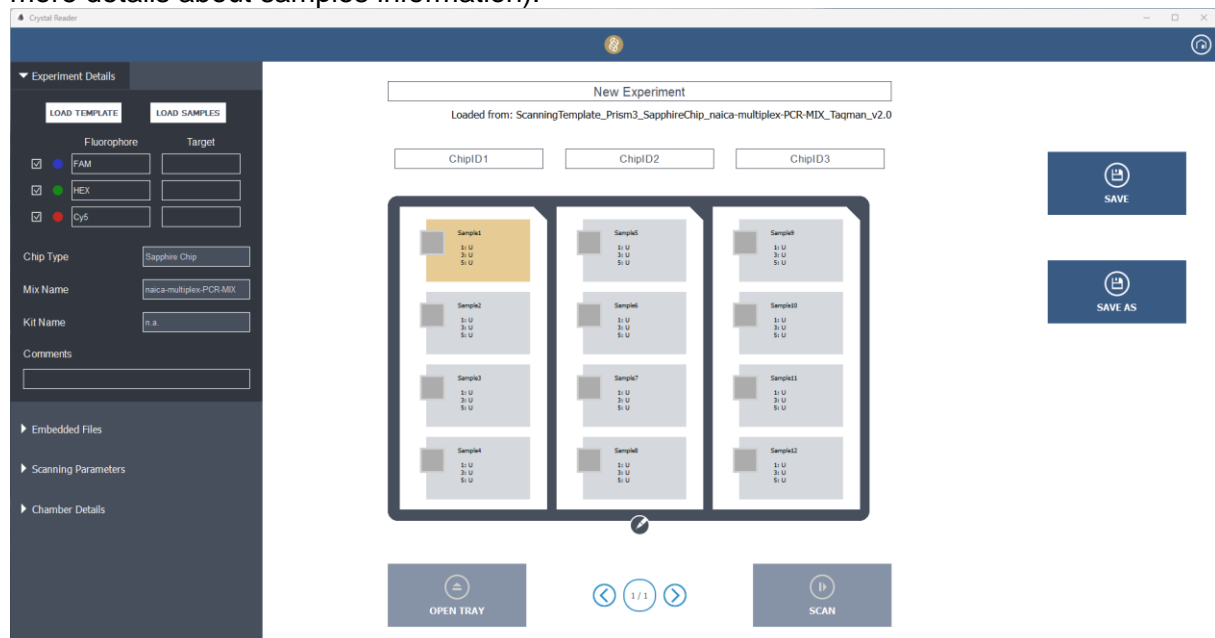 more details about samples information).
Crystal Reader
Experiment Details
LOAD TEMPLATE LOAD SAMPLES
Fluorophore Target
FAM
HEX
Cy5
Chip Type Sapphire Chip
Mix Name naica-multiplex-PCR-MIX
Kit Name n.a.
Comments
Embedded Files
Scanning Parameters
Chamber Details
New Experiment
Loaded from: ScanningTemplate_Prism3_SapphireChip_naica-multiplex-PCR-MIX_Taqman_v2.0
ChipID1 ChipID2 ChipID3
Sample1 Sample5 Sample9
1: U 1: U 1: U
3: U 3: U 3: U
5: U 5: U 5: U
Sample2 Sample6 Sample10
1: U 1: U 1: U
3: U 3: U 3: U
5: U 5: U 5: U
Sample3 Sample7 Sample11
1: U 1: U 1: U
3: U 3: U 3: U
5: U 5: U 5: U
Sample4 Sample8 Sample12
1: U 1: U 1: U
3: U 3: U 3: U
5: U 5: U 5: U
OPEN TRAY 1 / 1 SCAN
SAVE
SAVE AS